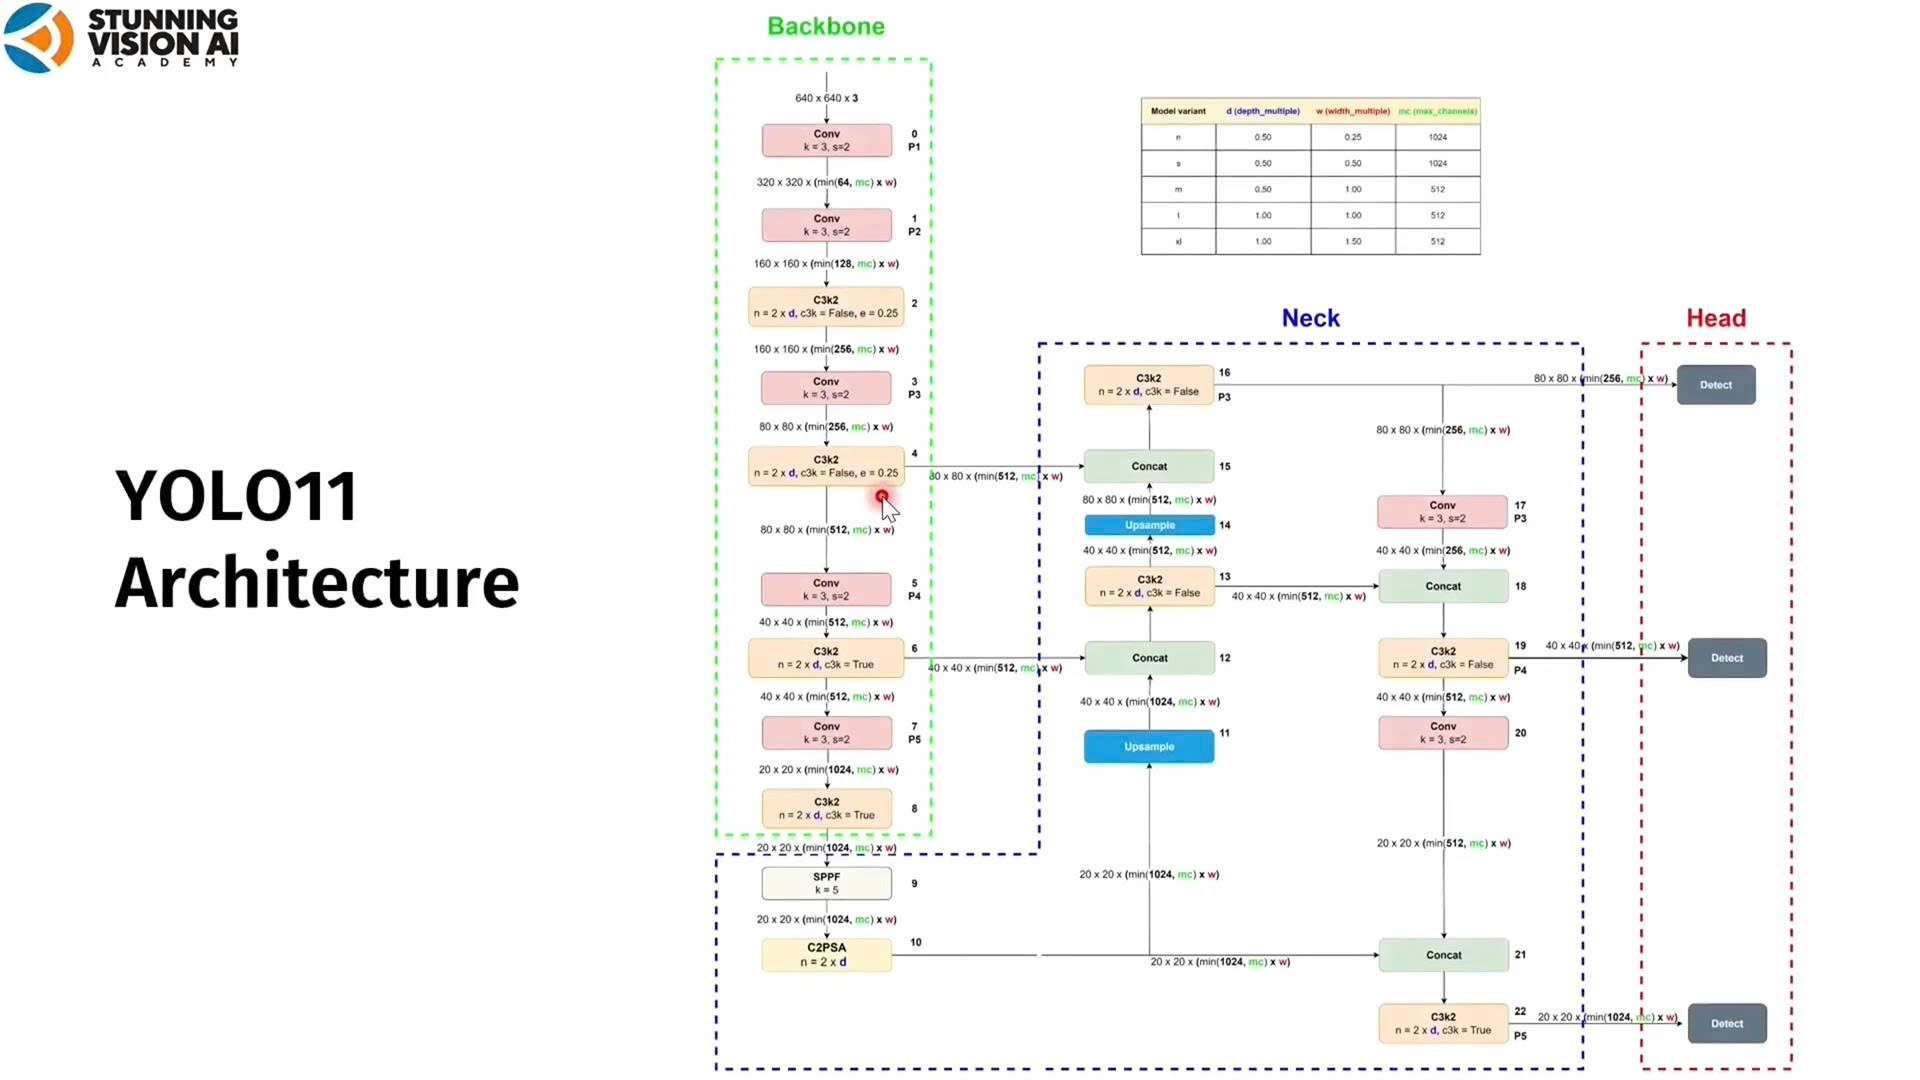 STUNNING
VISION AI
ACADEMY
YOLO11
Architecture
Backbone
640 x 640 x 3
Conv
k = 3, s=2
0
P1
320 x 320 x (min(64, mc) x w)
Conv
k = 3, s=2
1
P2
160 x 160 x (min(128, mc) x w)
C3k2
n = 2 x d, c3k = False, e = 0.25
2
160 x 160 x (min(256, mc) x w)
Conv
k = 3, s=2
3
P3
80 x 80 x (min(256, mc) x w)
C3k2
n = 2 x d, c3k = False, e = 0.25
4
80 x 80 x (min(512, mc) x w)
80 x 80 x (min(512, mc) x w)
Conv
k = 3, s=2
5
P4
40 x 40 x (min(512, mc) x w)
C3k2
n = 2 x d, c3k = True
6
40 x 40 x (min(512, mc) x w)
40 x 40 x (min(512, mc) x w)
Conv
k = 3, s=2
7
P5
20 x 20 x (min(1024, mc) x w)
C3k2
n = 2 x d, c3k = True
8
20 x 20 x (min(1024, mc) x w)
SPPF
k = 5
9
20 x 20 x (min(1024, mc) x w)
C2PSA
n = 2 x d
10
Model variant d (depth_multiple) w (width_multiple) mc (max_channels)
n 0.50 0.25 1024
s 0.50 0.50 1024
m 0.50 1.00 512
l 1.00 1.00 512
xl 1.00 1.50 512
Neck
C3k2
n = 2 x d, c3k = False
16
P3
Concat
15
80 x 80 x (min(512, mc) x w)
Upsample
14
40 x 40 x (min(512, mc) x w)
C3k2
n = 2 x d, c3k = False
13
40 x 40 x (min(512, mc) x w)
Concat
12
40 x 40 x (min(1024, mc) x w)
Upsample
11
20 x 20 x (min(1024, mc) x w)
20 x 20 x (min(1024, mc) x w)
80 x 80 x (min(256, mc) x w)
80 x 80 x (min(256, mc) x w)
Conv
k = 3, s=2
17
P3
40 x 40 x (min(256, mc) x w)
Concat
18
C3k2
n = 2 x d, c3k = False
19
P4
40 x 40 x (min(512, mc) x w)
40 x 40 x (min(512, mc) x w)
Conv
k = 3, s=2
20
20 x 20 x (min(512, mc) x w)
Concat
21
C3k2
n = 2 x d, c3k = True
22
P5
20 x 20 x (min(1024, mc) x w)
Head
Detect
Detect
Detect